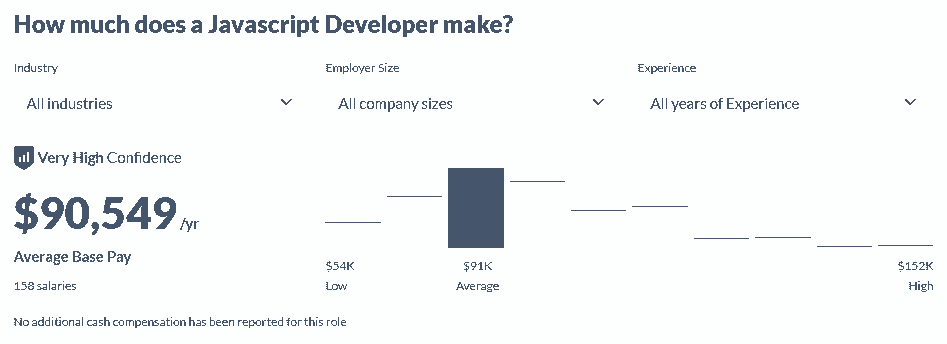 How much does a Javascript Developer make?
Industry
Employer Size
Experience
All industries
All company sizes
All years of Experience
Very High Confidence
$90,549 /yr
Average Base Pay
158 salaries
$54K
Low
$91K
Average
$152K
High
No additional cash compensation has been reported for this role